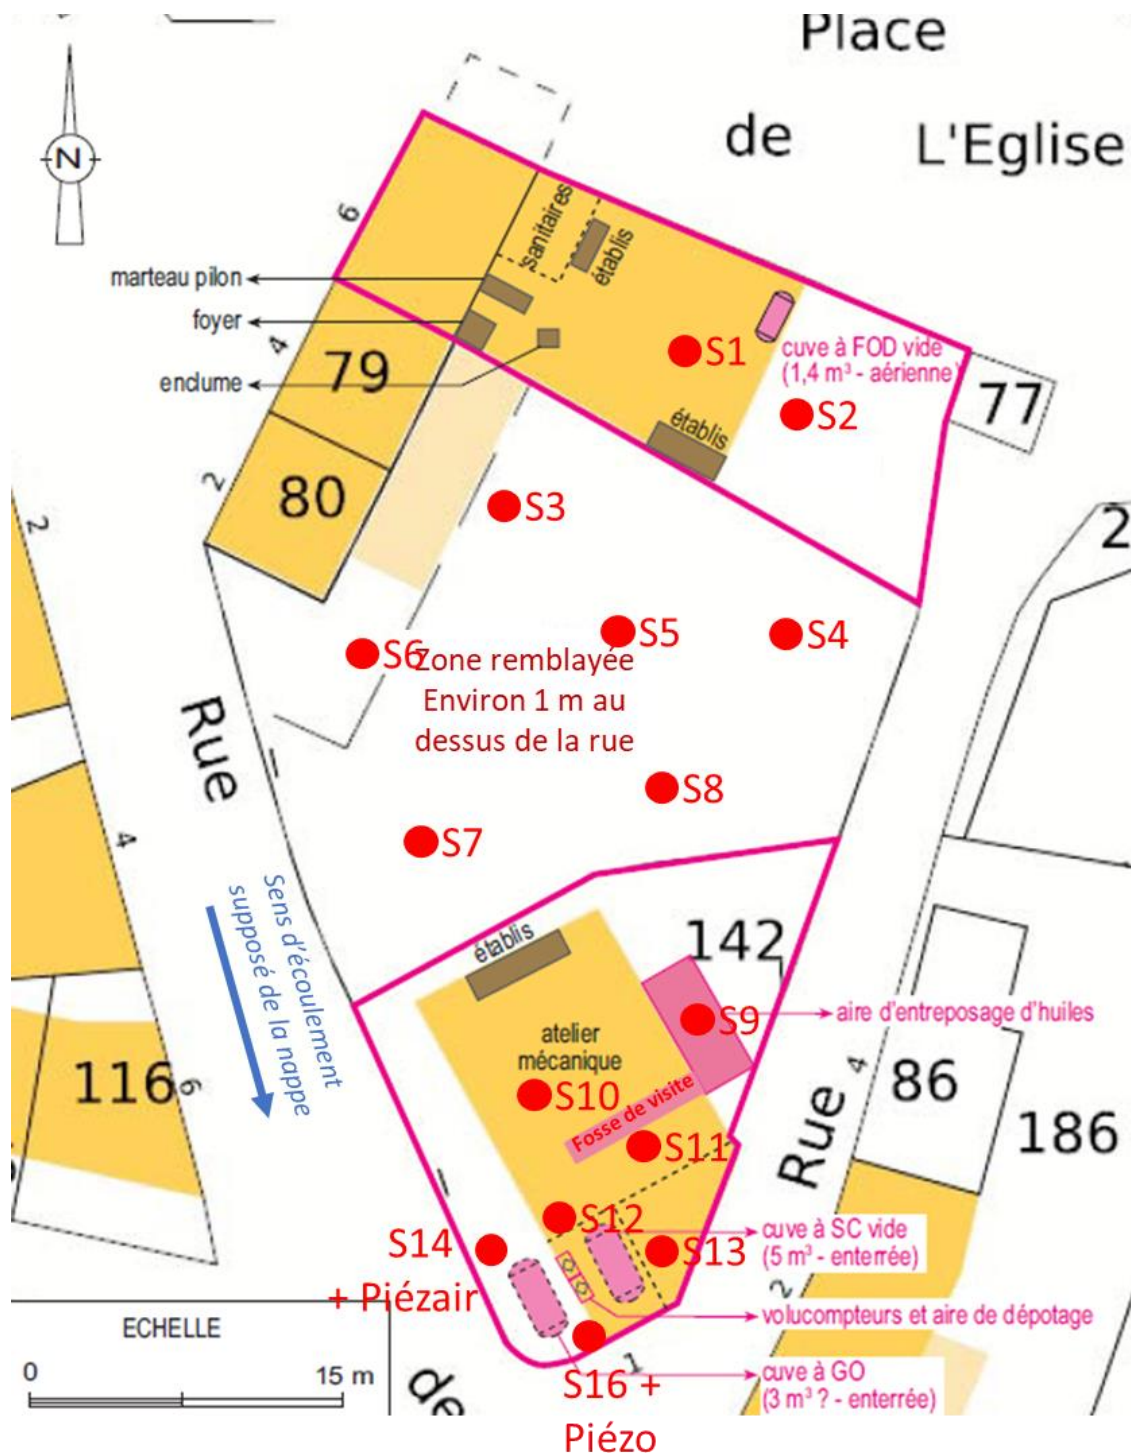 Place
de L'Eglise
N
9
sanitaires
établis
marteau pilon
foyer
enclume
4
79
S1
cuve à FOD vide
(1,4 m³ - aérienne)
77
S2
établis
2
80
S3
2
2
S5
S4
S6
Zone remblayée
Environ 1 m au
dessus de la rue
Rue
S8
4
S7
Sens d'écoulement
supposé de la nappe
établis
142
S9
aire d'entreposage d'huiles
atelier
mécanique
116
6
S10
Fosse de visite
S11
4
86
186
Rue
S12
cuve à SC vide
(5 m³ - enterrée)
S14
+ Piézair
S13
2
volucompteurs et aire de dépotage
ECHELLE
0 15 m
de
1
cuve à GO
(3 m³ ? - enterrée)
S16 +
Piézo